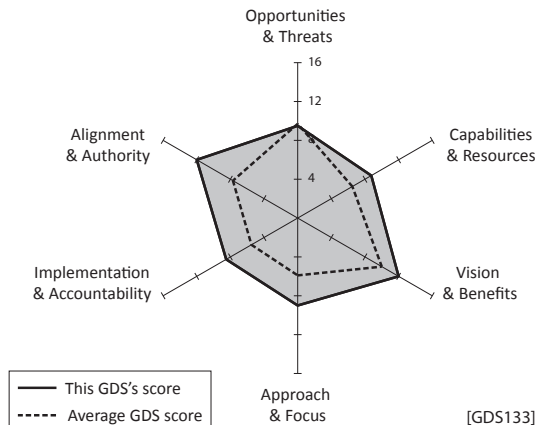 Opportunities
& Threats
16
12
8
4
Alignment
& Authority
Capabilities
& Resources
Implementation
& Accountability
Vision
& Benefits
Approach
& Focus
This GDS's score
Average GDS score
[GDS133]